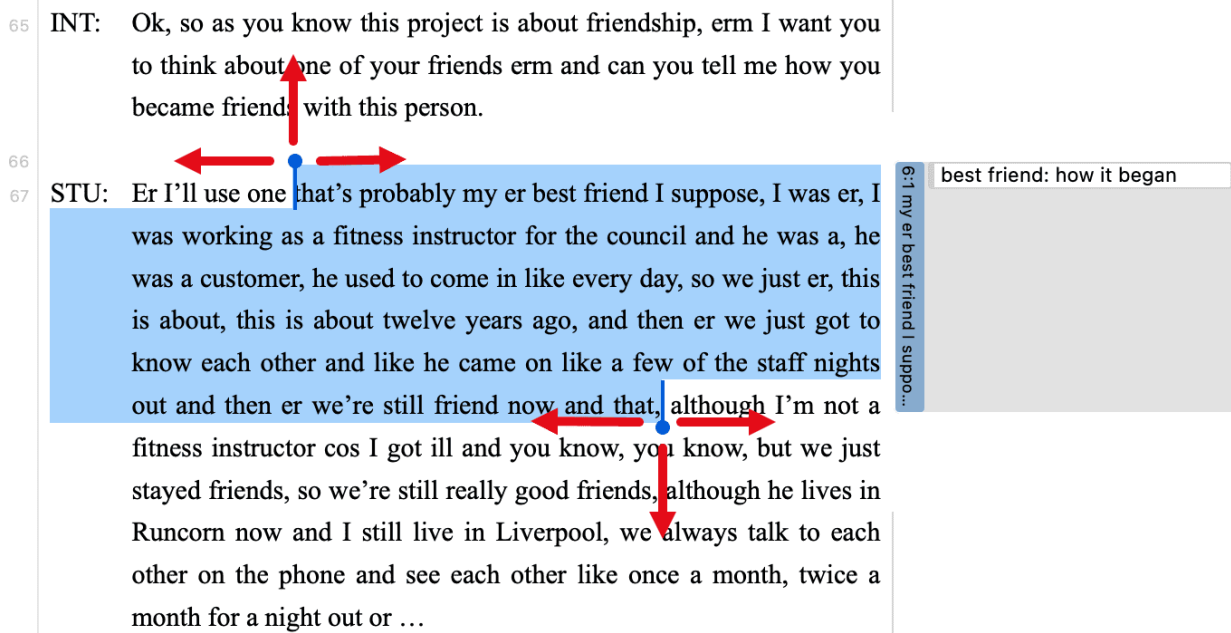 65 INT: Ok, so as you know this project is about friendship, erm I want you
to think about one of your friends erm and can you tell me how you
became friends with this person.
66
67 STU: Er I’ll use one that’s probably my er best friend I suppose, I was er, I
was working as a fitness instructor for the council and he was a, he
was a customer, he used to come in like every day, so we just er, this
is about, this is about twelve years ago, and then er we just got to
know each other and like he came on like a few of the staff nights
out and then er we’re still friend now and that, although I’m not a
fitness instructor cos I got ill and you know, you know, but we just
stayed friends, so we’re still really good friends, although he lives in
Runcorn now and I still live in Liverpool, we always talk to each
other on the phone and see each other like once a month, twice a
month for a night out or …
6:1 my er best friend I suppo...
best friend: how it began